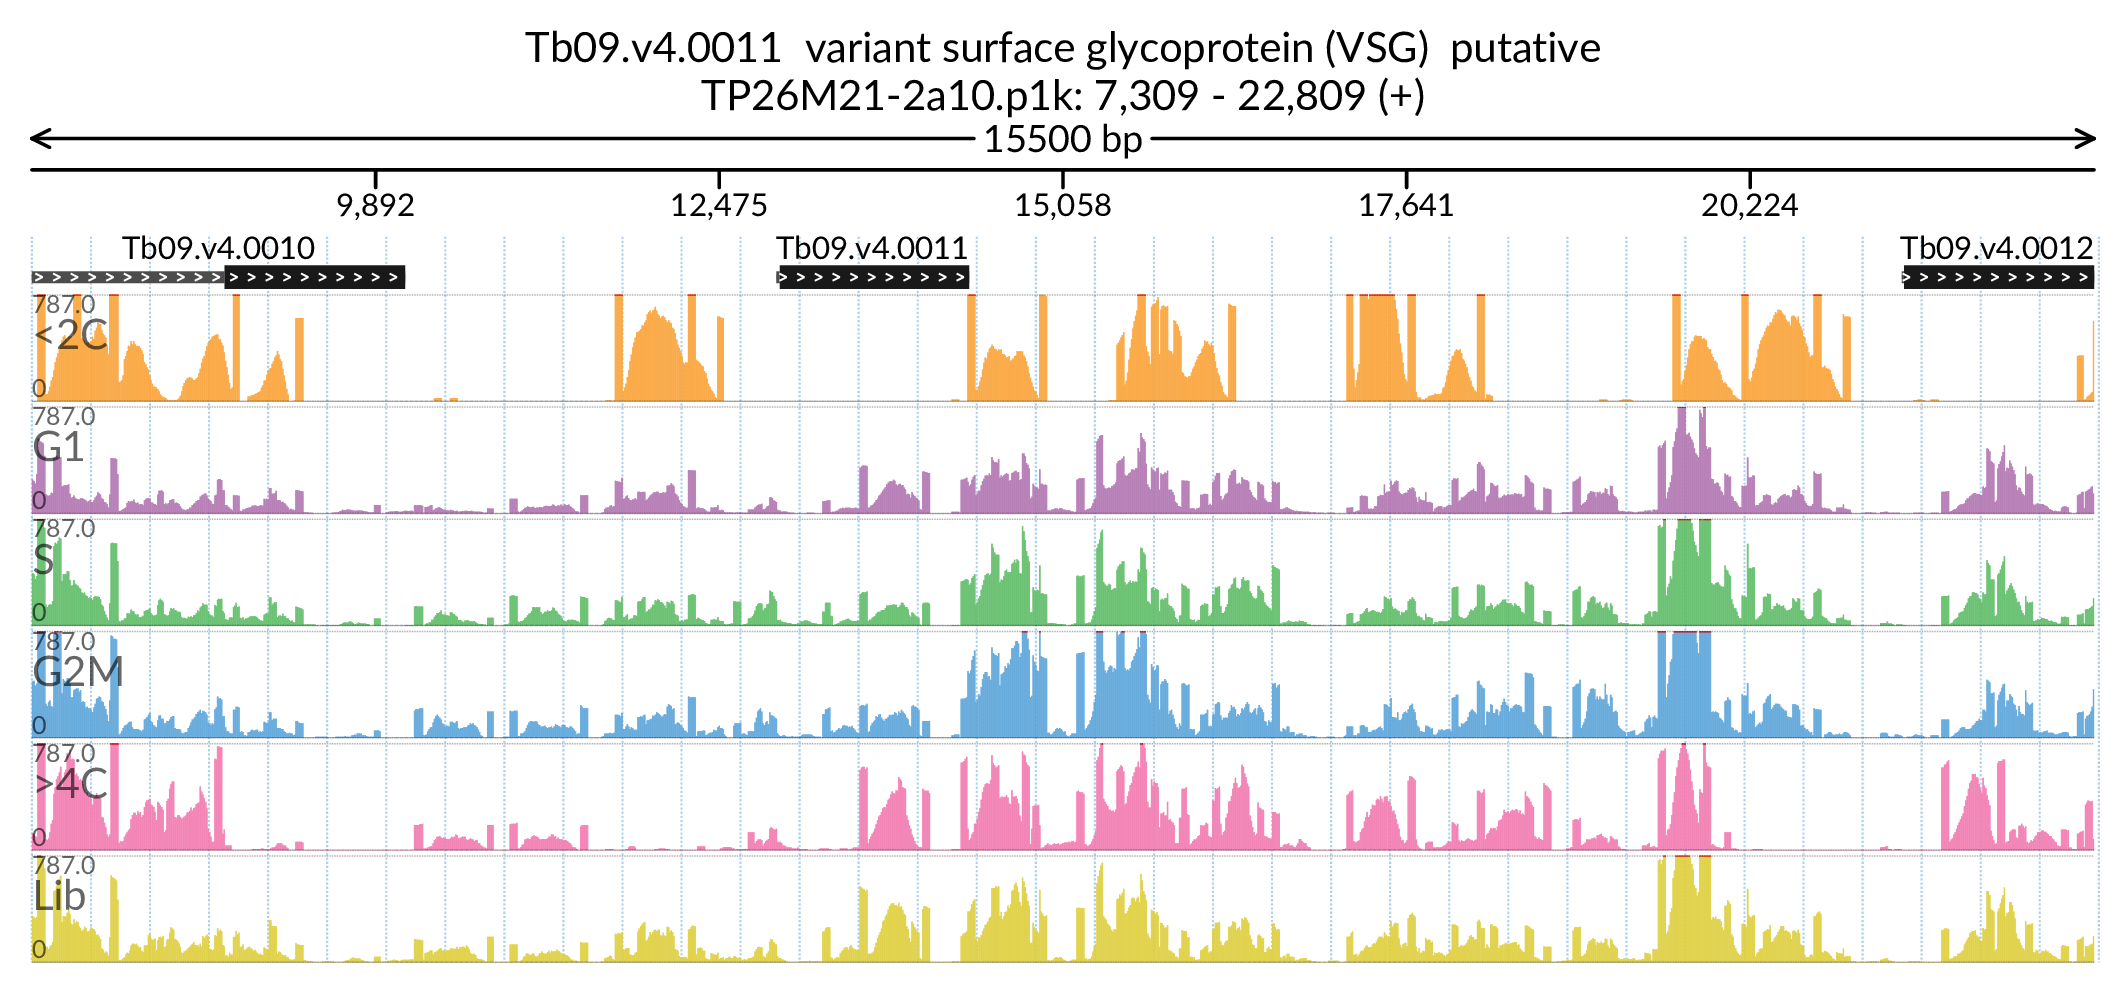 Tb09.v4.0011 variant surface glycoprotein (VSG) putative
TP26M21-2a10.p1k: 7,309 - 22,809 (+)
15500 bp
9,892 12,475 15,058 17,641 20,224
Tb09.v4.0010 Tb09.v4.0011 Tb09.v4.0012
787.0
<2C
0
787.0
G1
0
787.0
S
0
787.0
G2M
0
787.0
>4C
0
787.0
Lib
0